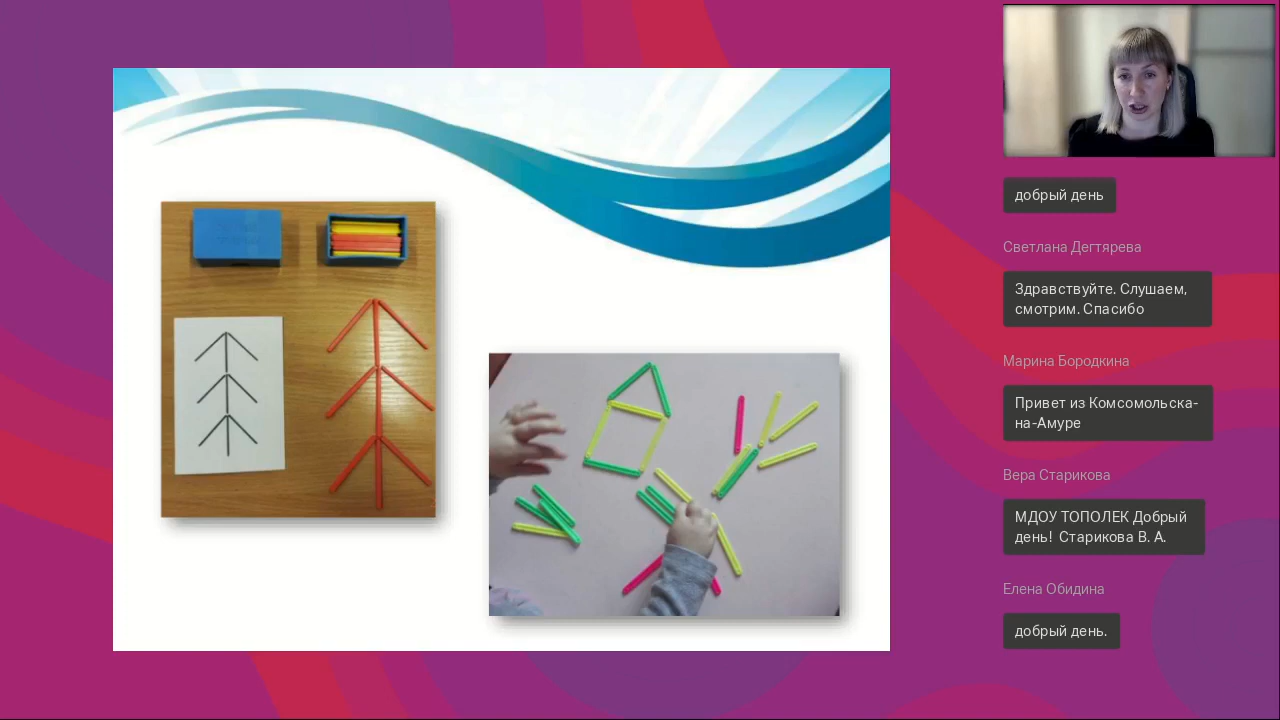 добрый день
Светлана Дегтярева
Здравствуйте. Слушаем,
смотрим. Спасибо
Марина Бородкина
Привет из Комсомольска-
на-Амуре
Вера Старикова
МДОУ ТОПОЛЕК Добрый
день! Старикова В. А.
Елена Обидина
добрый день.